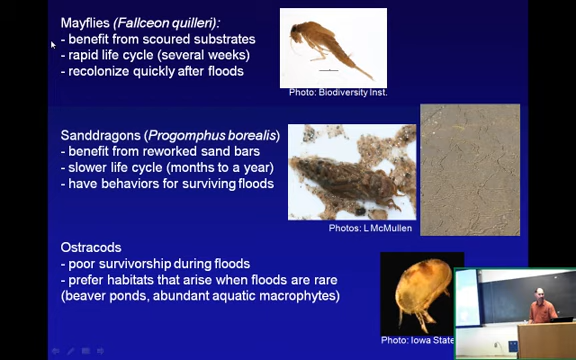 Mayflies (Fallceon quilleri):
- benefit from scoured substrates
- rapid life cycle (several weeks)
- recolonize quickly after floods
Photo: Biodiversity Inst.
Sanddragons (Progomphus borealis)
- benefit from reworked sand bars
- slower life cycle (months to a year)
- have behaviors for surviving floods
Photos: L McMullen
Ostracods
- poor survivorship during floods
- prefer habitats that arise when floods are rare
(beaver ponds, abundant aquatic macrophytes)
Photo: Iowa State